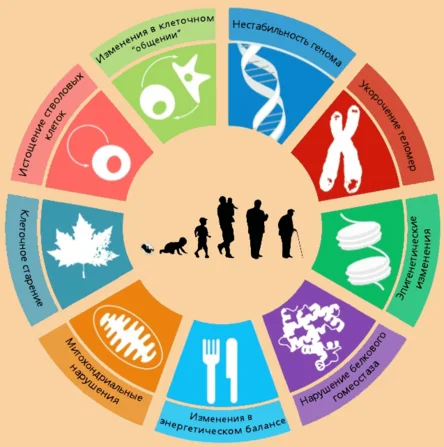 Изменения в клеточном
"общении"
Нестабильность генома
Укорочение теломер
Эпигенетические
изменения
Нарушение белкового
гомеостаза
Изменения в
энергетическом балансе
Митохондриальные
нарушения
Клеточное старение
Истощение стволовых
клеток